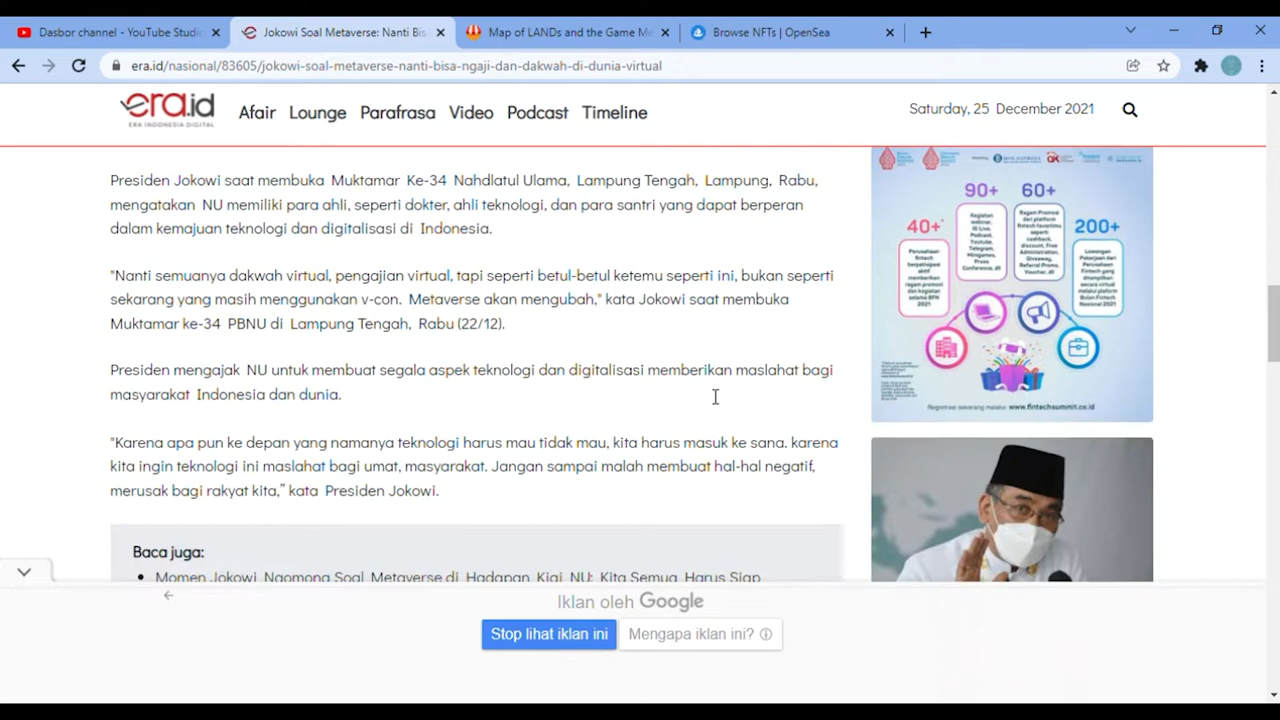 Dasbor channel - YouTube Studio
Jokowi Soal Metaverse: Nanti Bis
Map of LANDs and the Game Me
Browse NFTs | OpenSea
era.id/nasional/83605/jokowi-soal-metaverse-nanti-bisa-ngaji-dan-dakwah-di-dunia-virtual
era.id
ERA INDONESIA DIGITAL
Afair Lounge Parafrasa Video Podcast Timeline
Saturday, 25 December 2021
Presiden Jokowi saat membuka Muktamar Ke-34 Nahdlatul Ulama, Lampung Tengah, Lampung, Rabu,
mengatakan NU memiliki para ahli, seperti dokter, ahli teknologi, dan para santri yang dapat berperan
dalam kemajuan teknologi dan digitalisasi di Indonesia.
"Nanti semuanya dakwah virtual, pengajian virtual, tapi seperti betul-betul ketemu seperti ini, bukan seperti
sekarang yang masih menggunakan v-con. Metaverse akan mengubah," kata Jokowi saat membuka
Muktamar ke-34 PBNU di Lampung Tengah, Rabu (22/12).
Presiden mengajak NU untuk membuat segala aspek teknologi dan digitalisasi memberikan maslahat bagi
masyarakat Indonesia dan dunia.
"Karena apa pun ke depan yang namanya teknologi harus mau tidak mau, kita harus masuk ke sana. karena
kita ingin teknologi ini maslahat bagi umat, masyarakat. Jangan sampai malah membuat hal-hal negatif,
merusak bagi rakyat kita," kata Presiden Jokowi.
Baca juga:
Momen Jokowi Ngomong Soal Metaverse di Hadapan Kiai NU: Kita Semua Harus Siap
40+
Perusahaan
fintech
berpartisipasi
aktif
memberikan
ragam promosi
dan kegiatan
selama BFN
2021
90+
Kegiatan
webinar,
IG Live,
Podcast,
Youtube,
Telegram,
Minigames,
Press
Conference, dll
60+
Ragam Promosi
dari platform
fintech favoritmu
seperti
cashback,
discount, Free
Administration,
Giveaway,
Referral Promo,
Voucher, dll
200+
Lowongan
Pekerjaan dari
Perusahaan
Fintech yang
ditampilkan
secara virtual
melalui platform
Bulan Fintech
Nasional 2021
Registrasi sekarang melalui www.fintechsummit.co.id
Iklan oleh Google
Stop lihat iklan ini
Mengapa iklan ini?